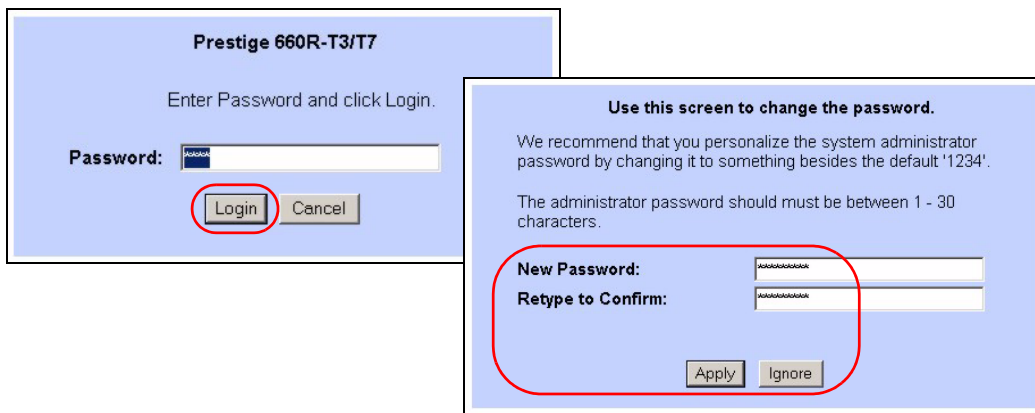 Prestige 660R-T3/T7
Enter Password and click Login.
Password: *****
Login Cancel
Use this screen to change the password.
We recommend that you personalize the system administrator
password by changing it to something besides the default '1234'.
The administrator password should must be between 1 - 30
characters.
New Password: **********
Retype to Confirm: **********
Apply Ignore